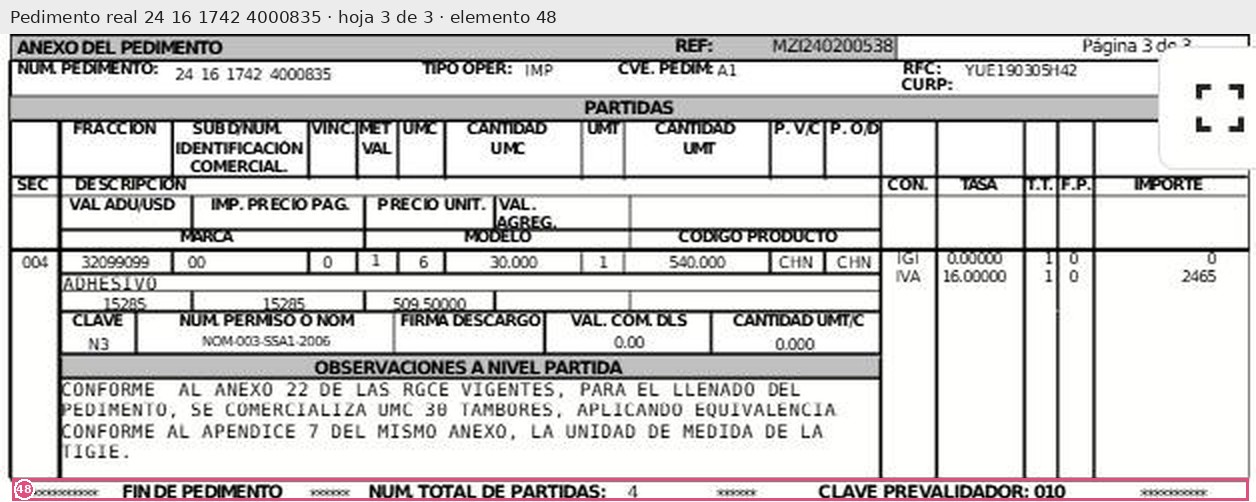 Pedimento real 24 16 1742 4000835 · hoja 3 de 3 · elemento 48
ANEXO DEL PEDIMENTO REF: MZI240200538 Página 3 de 3
NUM. PEDIMENTO: 24 16 1742 4000835 TIPO OPER: IMP CVE. PEDIM: A1 RFC: YUE190305H42
CURP:
PARTIDAS
FRACCION SUBD/NUM. VINC. MET UMC CANTIDAD UMT CANTIDAD P. V/C P. O/D
IDENTIFICACIÓN VAL UMC UMT
COMERCIAL.
SEC DESCRIPCION CON. TASA T.T. F.P. IMPORTE
VAL ADU/USD IMP. PRECIO PAG. PRECIO UNIT. VAL.
AGREG.
MARCA MODELO CODIGO PRODUCTO
004 32099099 00 0 1 6 30.000 1 540.000 CHN CHN IGI 0.00000 1 0 0
ADHESIVO IVA 16.00000 1 0 2465
15285 15285 509.50000
CLAVE NUM. PERMISO O NOM FIRMA DESCARGO VAL. COM. DLS CANTIDAD UMT/C
N3 NOM-003-SSA1-2006 0.00 0.000
OBSERVACIONES A NIVEL PARTIDA
CONFORME AL ANEXO 22 DE LAS RGCE VIGENTES, PARA EL LLENADO DEL
PEDIMENTO, SE COMERCIALIZA UMC 30 TAMBORES, APLICANDO EQUIVALENCIA
CONFORME AL APENDICE 7 DEL MISMO ANEXO, LA UNIDAD DE MEDIDA DE LA
TIGIE.
48 ********** FIN DE PEDIMENTO ****** NUM. TOTAL DE PARTIDAS: 4 ****** CLAVE PREVALIDADOR: 010 **********